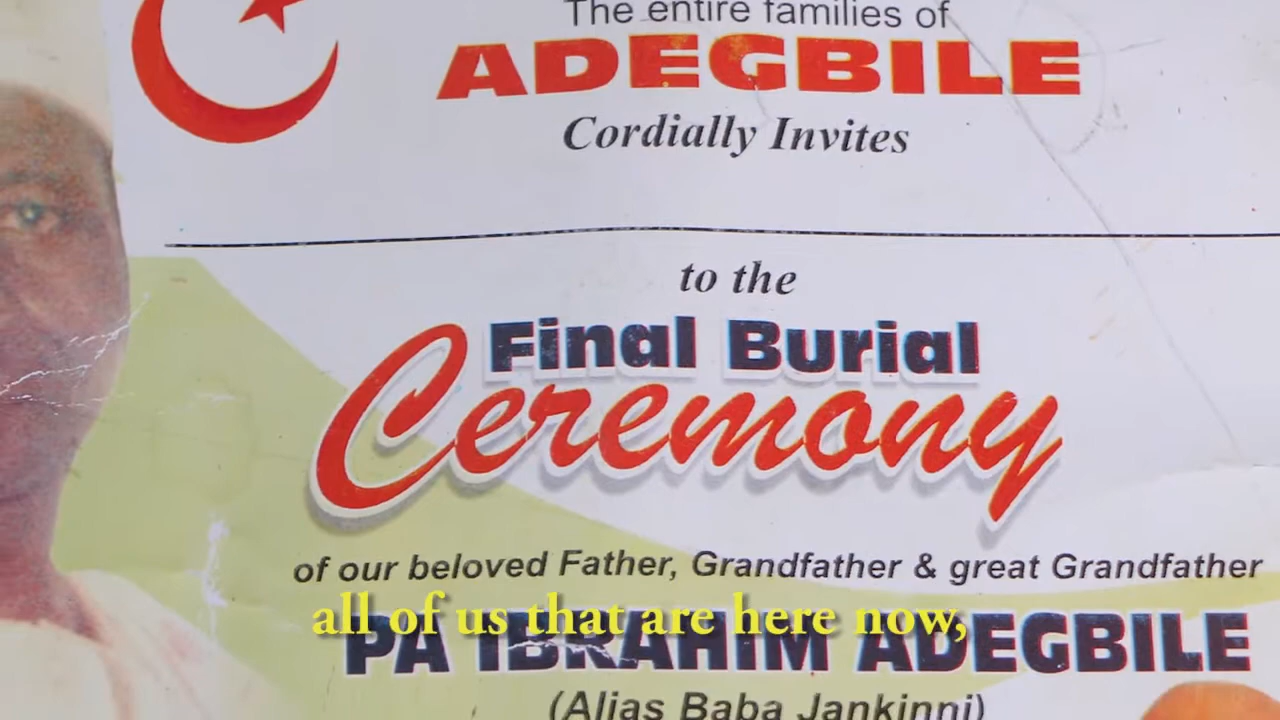 The entire families of
ADEGBILE
Cordially Invites
to the
Final Burial
Ceremony
of our beloved Father, Grandfather & great Grandfather
all of us that are here now,
PA IBRAHIM ADEGBILE
(Alias Baba Jankinni)